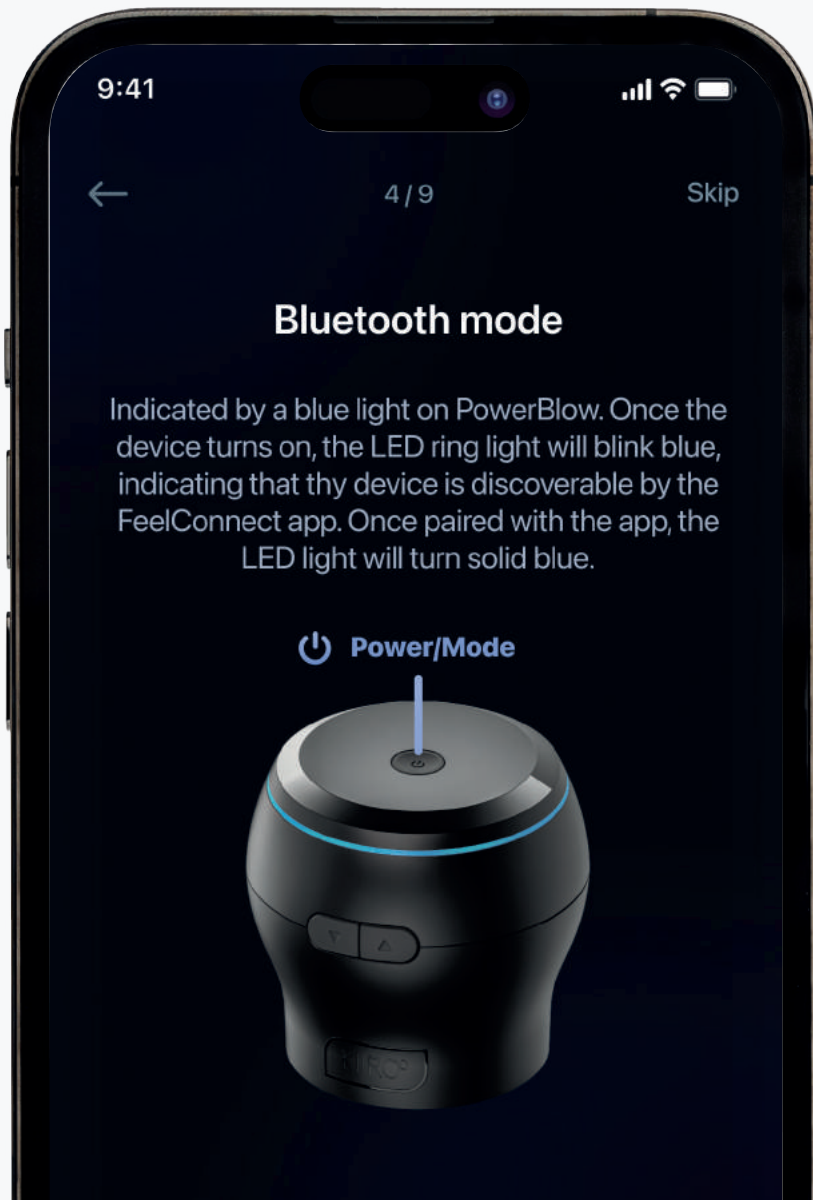 9:41
4/9
Skip
Bluetooth mode
Indicated by a blue light on PowerBlow. Once the
device turns on, the LED ring light will blink blue,
indicating that thy device is discoverable by the
FeelConnect app. Once paired with the app, the
LED light will turn solid blue.
Power/Mode